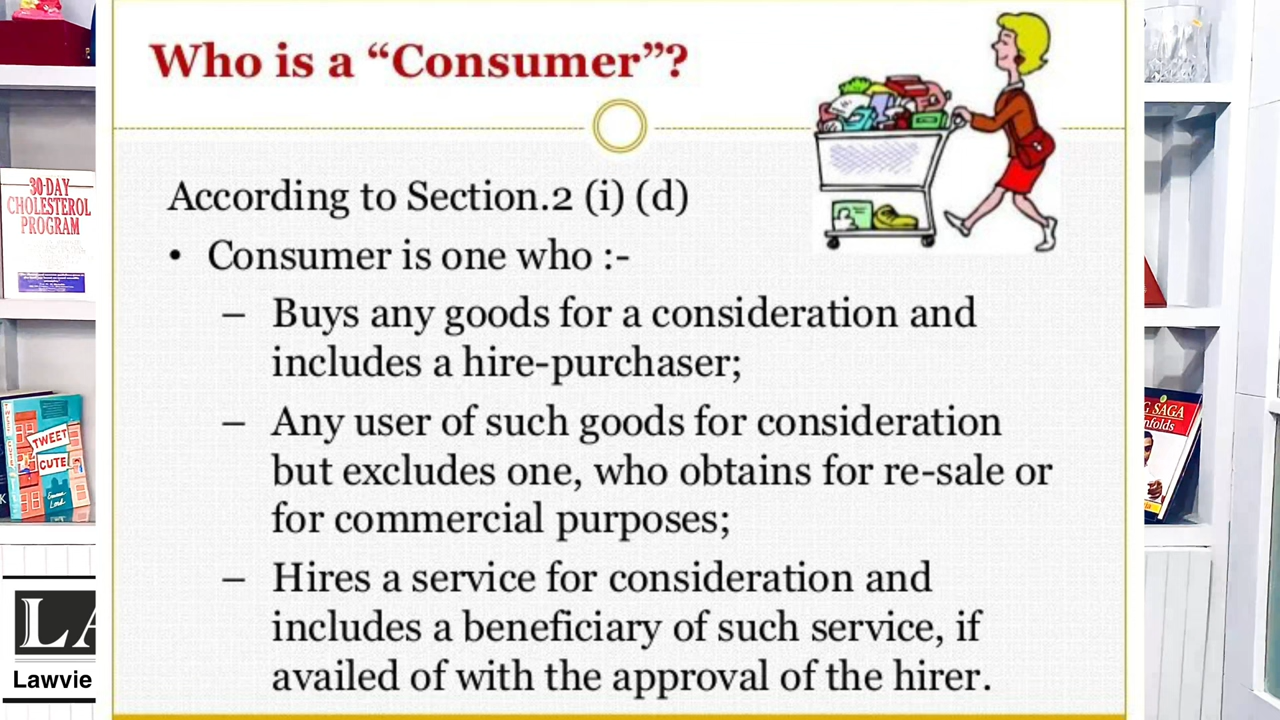 Who is a “Consumer”?
According to Section.2 (i) (d)
• Consumer is one who :-
– Buys any goods for a consideration and
includes a hire-purchaser;
– Any user of such goods for consideration
but excludes one, who obtains for re-sale or
for commercial purposes;
– Hires a service for consideration and
includes a beneficiary of such service, if
availed of with the approval of the hirer.
30-DAY
CHOLESTEROL
PROGRAM
TWEET
CUTE
LA
Lawvie
G SAGA
nfolds